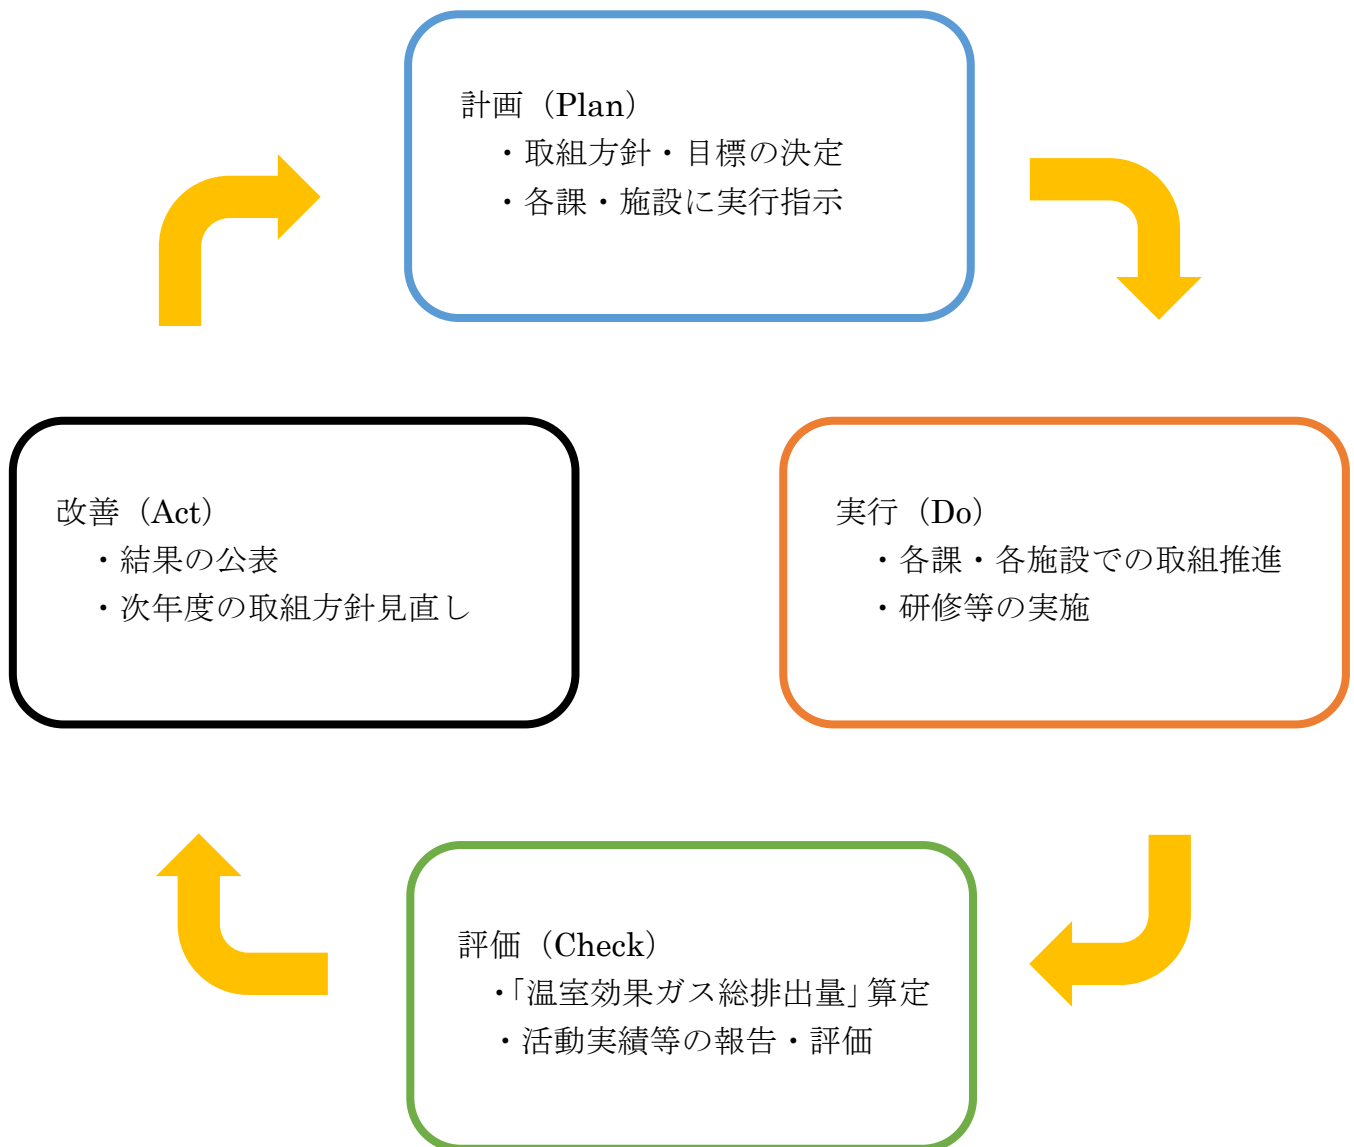 計画（Plan）
・取組方針・目標の決定
・各課・施設に実行指示
改善（Act）
・結果の公表
・次年度の取組方針見直し
実行（Do）
・各課・各施設での取組推進
・研修等の実施
評価（Check）
・「温室効果ガス総排出量」算定
・活動実績等の報告・評価